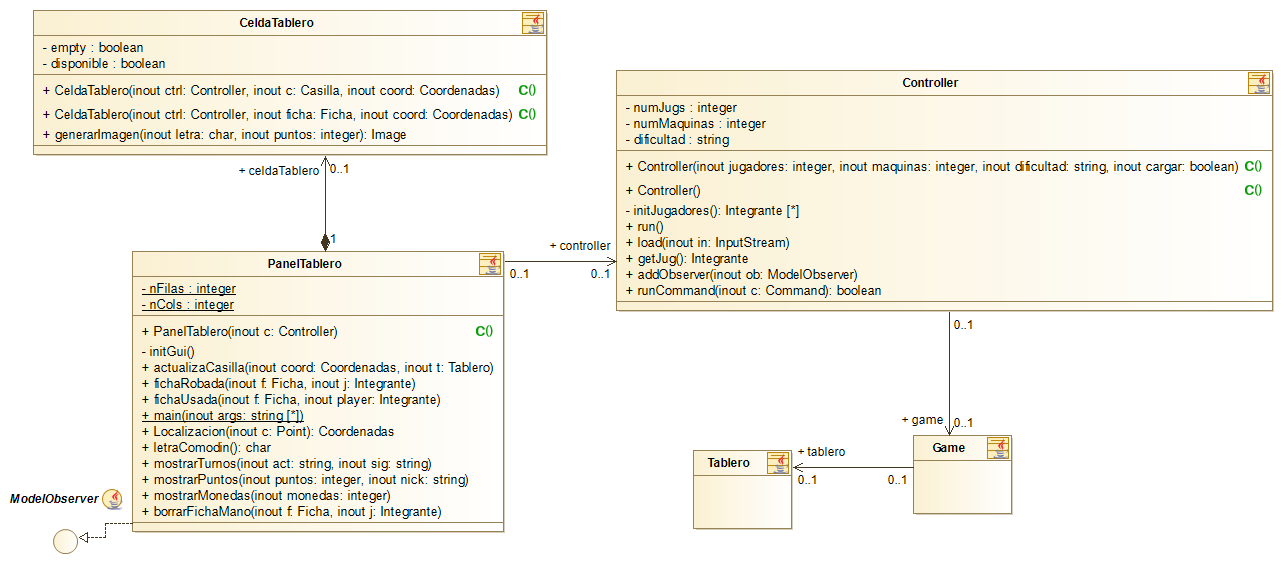 CeldaTablero
- empty : boolean
- disponible : boolean
+ CeldaTablero(inout ctrl: Controller, inout c: Casilla, inout coord: Coordenadas) C()
+ CeldaTablero(inout ctrl: Controller, inout ficha: Ficha, inout coord: Coordenadas) C()
+ generarImagen(inout letra: char, inout puntos: integer): Image
+ celdaTablero
0..1
1
PanelTablero
- nFilas : integer
- nCols : integer
+ PanelTablero(inout c: Controller) C()
- initGui()
+ actualizaCasilla(inout coord: Coordenadas, inout t: Tablero)
+ fichaRobada(inout f: Ficha, inout j: Integrante)
+ fichaUsada(inout f: Ficha, inout player: Integrante)
+ main(inout args: string [*])
+ Localizacion(inout c: Point): Coordenadas
+ letraComodin(): char
+ mostrarTurnos(inout act: string, inout sig: string)
+ mostrarPuntos(inout puntos: integer, inout nick: string)
+ mostrarMonedas(inout monedas: integer)
+ borrarFichaMano(inout f: Ficha, inout j: Integrante)
ModelObserver
+ controller
0..1
0..1
Controller
- numJugs : integer
- numMaquinas : integer
- dificultad : string
+ Controller(inout jugadores: integer, inout maquinas: integer, inout dificultad: string, inout cargar: boolean) C()
+ Controller() C()
- initJugadores(): Integrante [*]
+ run()
+ load(inout in: InputStream)
+ getJug(): Integrante
+ addObserver(inout ob: ModelObserver)
+ runCommand(inout c: Command): boolean
0..1
+ game
0..1
Game
+ tablero
0..1
0..1
Tablero